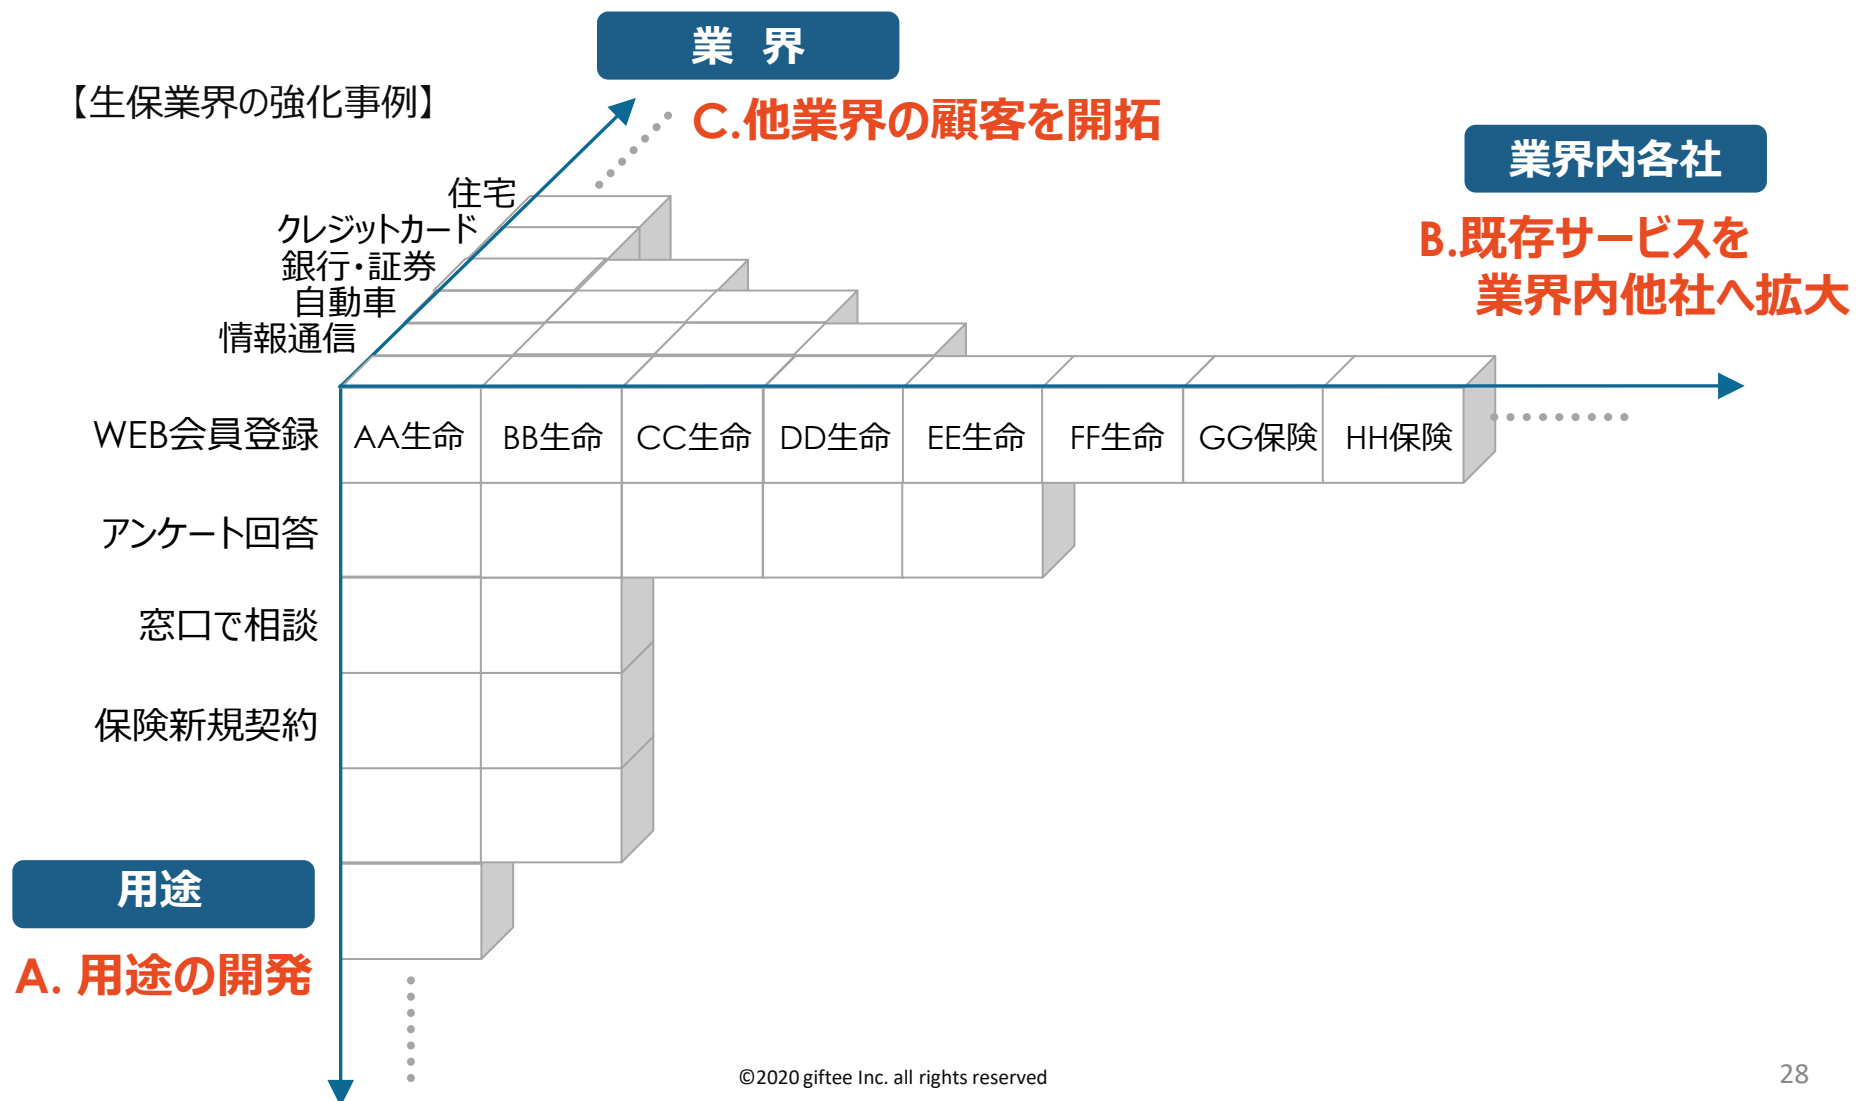 業 界
【生保業界の強化事例】
C.他業界の顧客を開拓
業界内各社
B.既存サービスを
業界内他社へ拡大
住宅
クレジットカード
銀行・証券
自動車
情報通信
WEB会員登録
AA生命
BB生命
CC生命
DD生命
EE生命
FF生命
GG保険
HH保険
アンケート回答
窓口で相談
保険新規契約
用途
A. 用途の開発
©2020 giftee Inc. all rights reserved
28